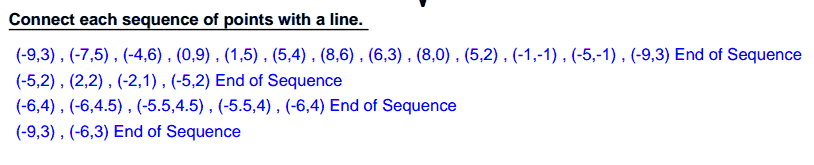 Connect each sequence of points with a line.
(-9,3) , (-7,5) , (-4,6) , (0,9) , (1,5) , (5,4) , (8,6) , (6,3) , (8,0) , (5,2) , (-1,-1) , (-5,-1) , (-9,3) End of Sequence
(-5,2) , (2,2) , (-2,1) , (-5,2) End of Sequence
(-6,4) , (-6,4.5) , (-5.5,4.5) , (-5.5,4) , (-6,4) End of Sequence
(-9,3) , (-6,3) End of Sequence